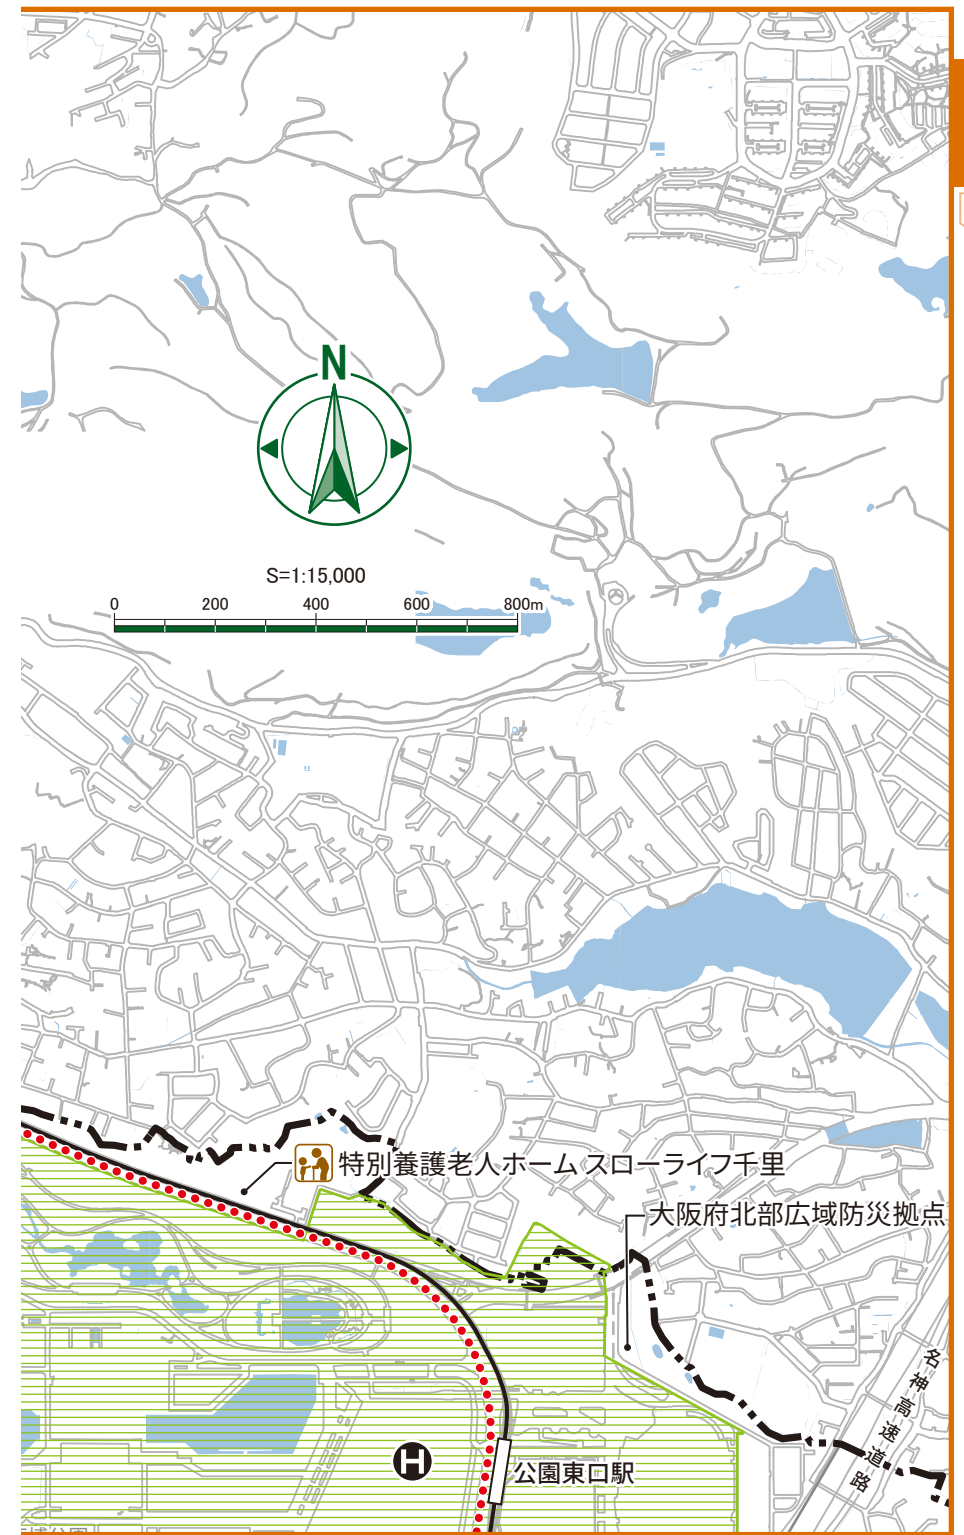 N
S=1:15,000
0 200 400 600 800m
特別養護老人ホーム スローライフ千里
大阪府北部広域防災拠点
名神高速道路
H
公園東口駅